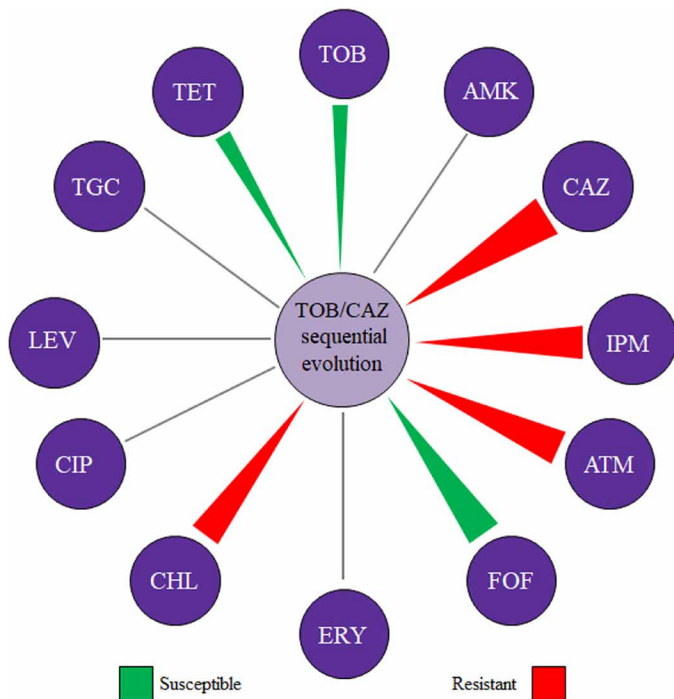 TOB
TET
AMK
TGC
CAZ
TOB/CAZ
sequential
evolution
LEV
IPM
CIP
ATM
CHL
FOF
ERY
Susceptible
Resistant